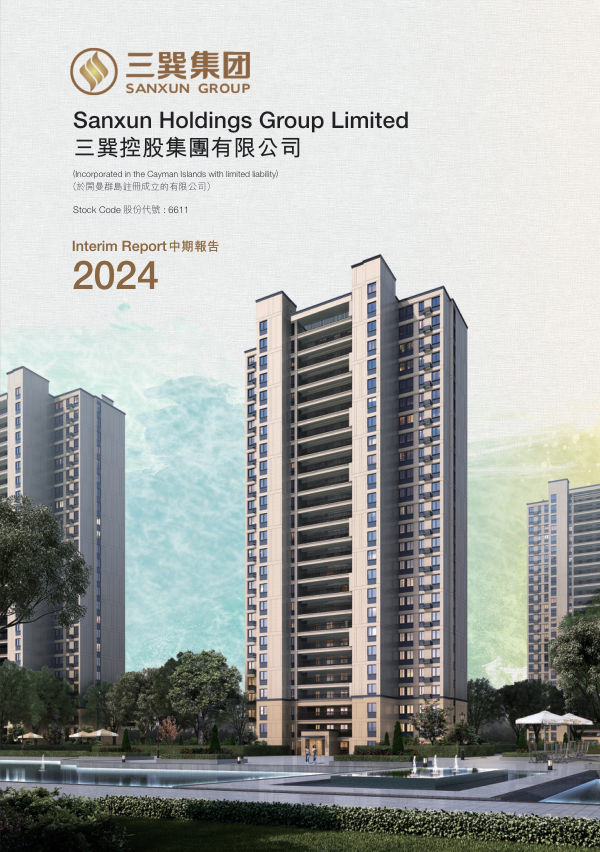 三巽集团
SANXUN GROUP
Sanxun Holdings Group Limited
三巽控股集團有限公司
(Incorporated in the Cayman Islands with limited liability)
（於開曼群島註冊成立的有限公司）
Stock Code 股份代號 : 6611
Interim Report 中期報告
2024